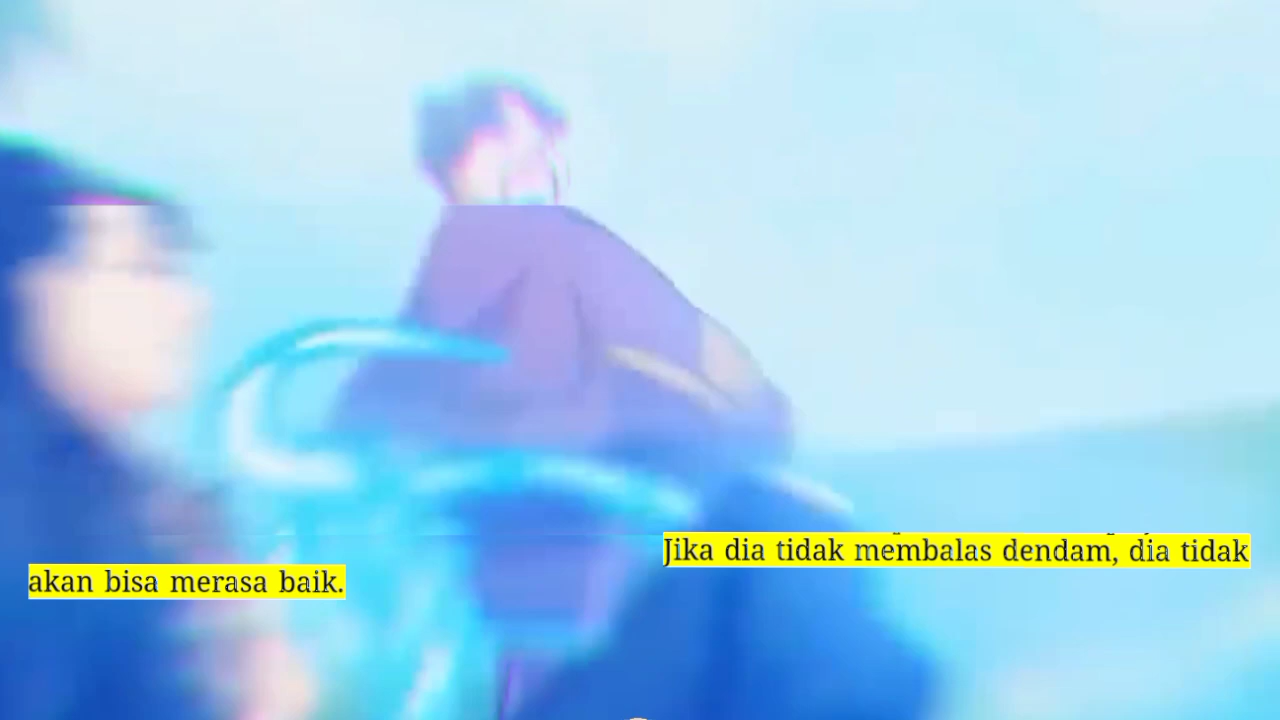 Jika dia tidak membalas dendam, dia tidak
akan bisa merasa baik.